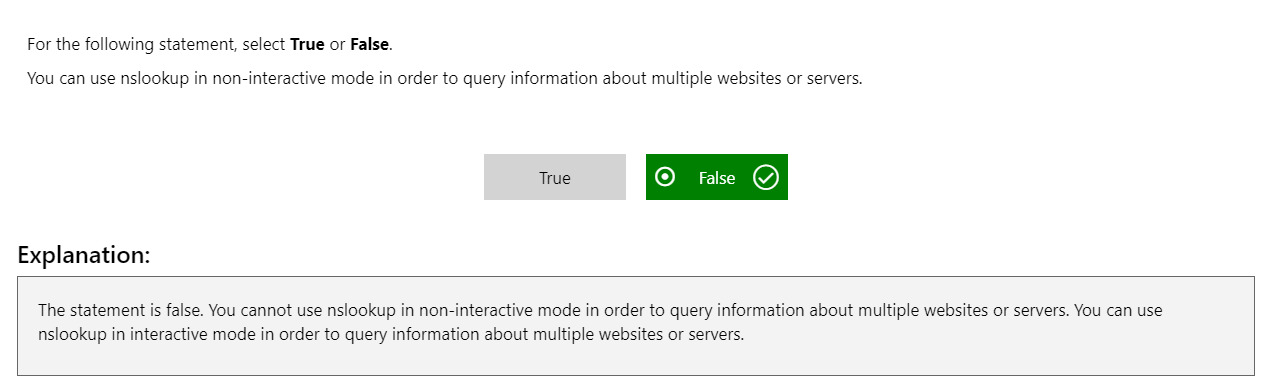 For the following statement, select True or False.
You can use nslookup in non-interactive mode in order to query information about multiple websites or servers.
True
False
Explanation:
The statement is false. You cannot use nslookup in non-interactive mode in order to query information about multiple websites or servers. You can use
nslookup in interactive mode in order to query information about multiple websites or servers.